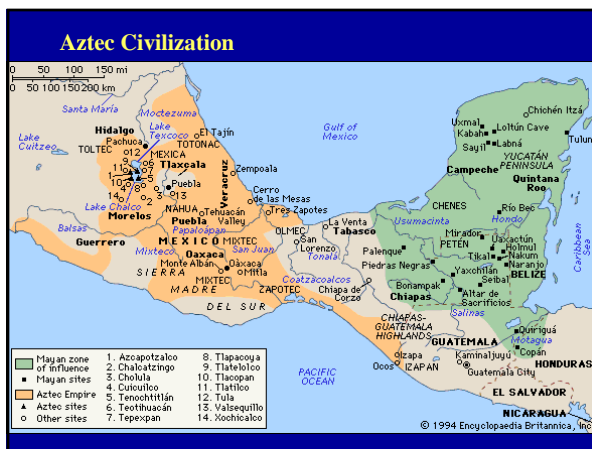 Aztec Civilization
0 50 100 150 mi
0 50 100 150 200 km
Santa María
Moctezuma
Lake
Cuitzeo
Hidalgo
Lake
Texcoco
Pachuca
El Tajín
TOTONAC
TOLTEC
MEXICA
Tlaxcala
Puebla
Veracruz
Zempoala
Lake Chalco
Morelos
NAHUA
Puebla
Tehuacán
Valley
Cerro
de las Mesas
Tres Zapotes
Papaloápan
Balsas
Guerrero
MEXICO
MIXTEC
San Juan
Mixteco
Oaxaca
Monte Albán
Oaxaca
Mitla
MIXTEC
SIERRA
MADRE
DEL SUR
ZAPOTEC
OLMEC
San
Lorenzo
La Venta
Tabasco
Tonalá
Coatzacoalcos
Chiapa de
Corzo
Gulf of
Mexico
Chichén Itzá
Uxmal
Kabah
Sayil
Loltún Cave
Labná
Tulum
YUCATÁN
PENINSULA
Campeche
Quintana
Roo
CHENES
Río Bec
Usumacinta
Hondo
Caribbean
Sea
Mirador
PETÉN
Uaxactún
Holmul
Tikal
Nakum
Naranjo
BELIZE
Palenque
Piedras Negras
Yaxchilan
Seibal
Bonampak
Altar de
Sacrificios
Chiapas
Salinas
CHIAPAS-
GUATEMALA
HIGHLANDS
GUATEMALA
Quiriguá
Motagua
Copán
Izapa
Ocos
IZAPAN
Kaminaljuyú
Guatemala City
HONDURAS
EL SALVADOR
NICARAGUA
PACIFIC
OCEAN
Mayan zone
of influence
Mayan sites
Aztec Empire
Aztec sites
Other sites
1. Azcapotzalco
2. Chalcatzingo
3. Cholula
4. Cuicuilco
5. Tenochtitlán
6. Teotihuacán
7. Tepexpan
8. Tlapacoya
9. Tlatelolco
10. Tlacopan
11. Tlatilco
12. Tula
13. Valsequillo
14. Xochicalco
© 1994 Encyclopaedia Britannica, Inc